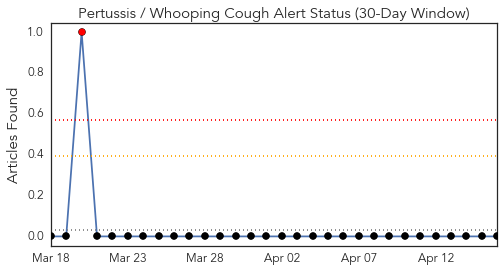 Pertussis / Whooping Cough Alert Status (30-Day Window)
Articles Found
1.0
0.8
0.6
0.4
0.2
0.0
Mar 18 Mar 23 Mar 28 Apr 02 Apr 07 Apr 12